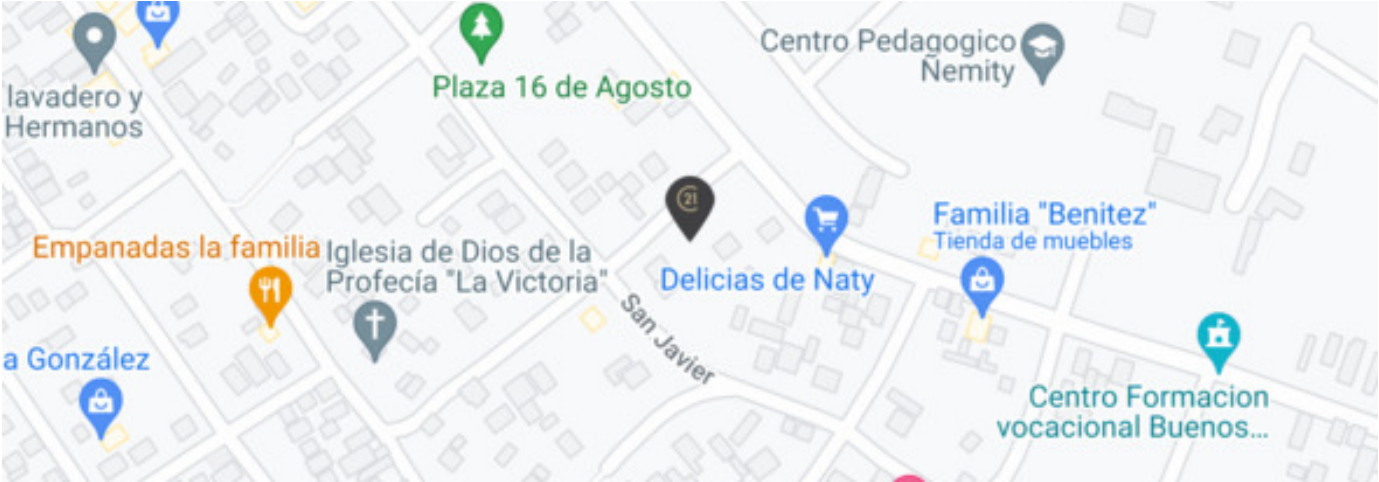 Centro Pedagogico
Ñemity
Plaza 16 de Agosto
lavadero y
Hermanos
21
Familia "Benitez"
Tienda de muebles
Empanadas la familia
Iglesia de Dios de la
Profecía "La Victoria"
Delicias de Naty
San Javier
a González
Centro Formacion
vocacional Buenos...